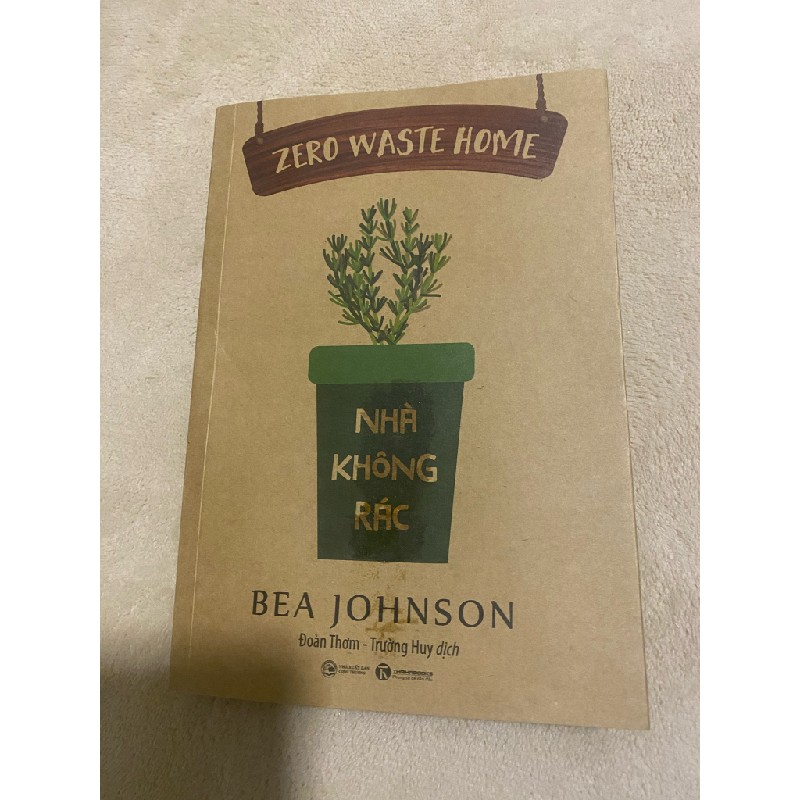 ZERO WASTE HOME
NHÀ
KHÔNG
RÁC
BEA JOHNSON
Đoàn Thơm - Trường Huy dịch